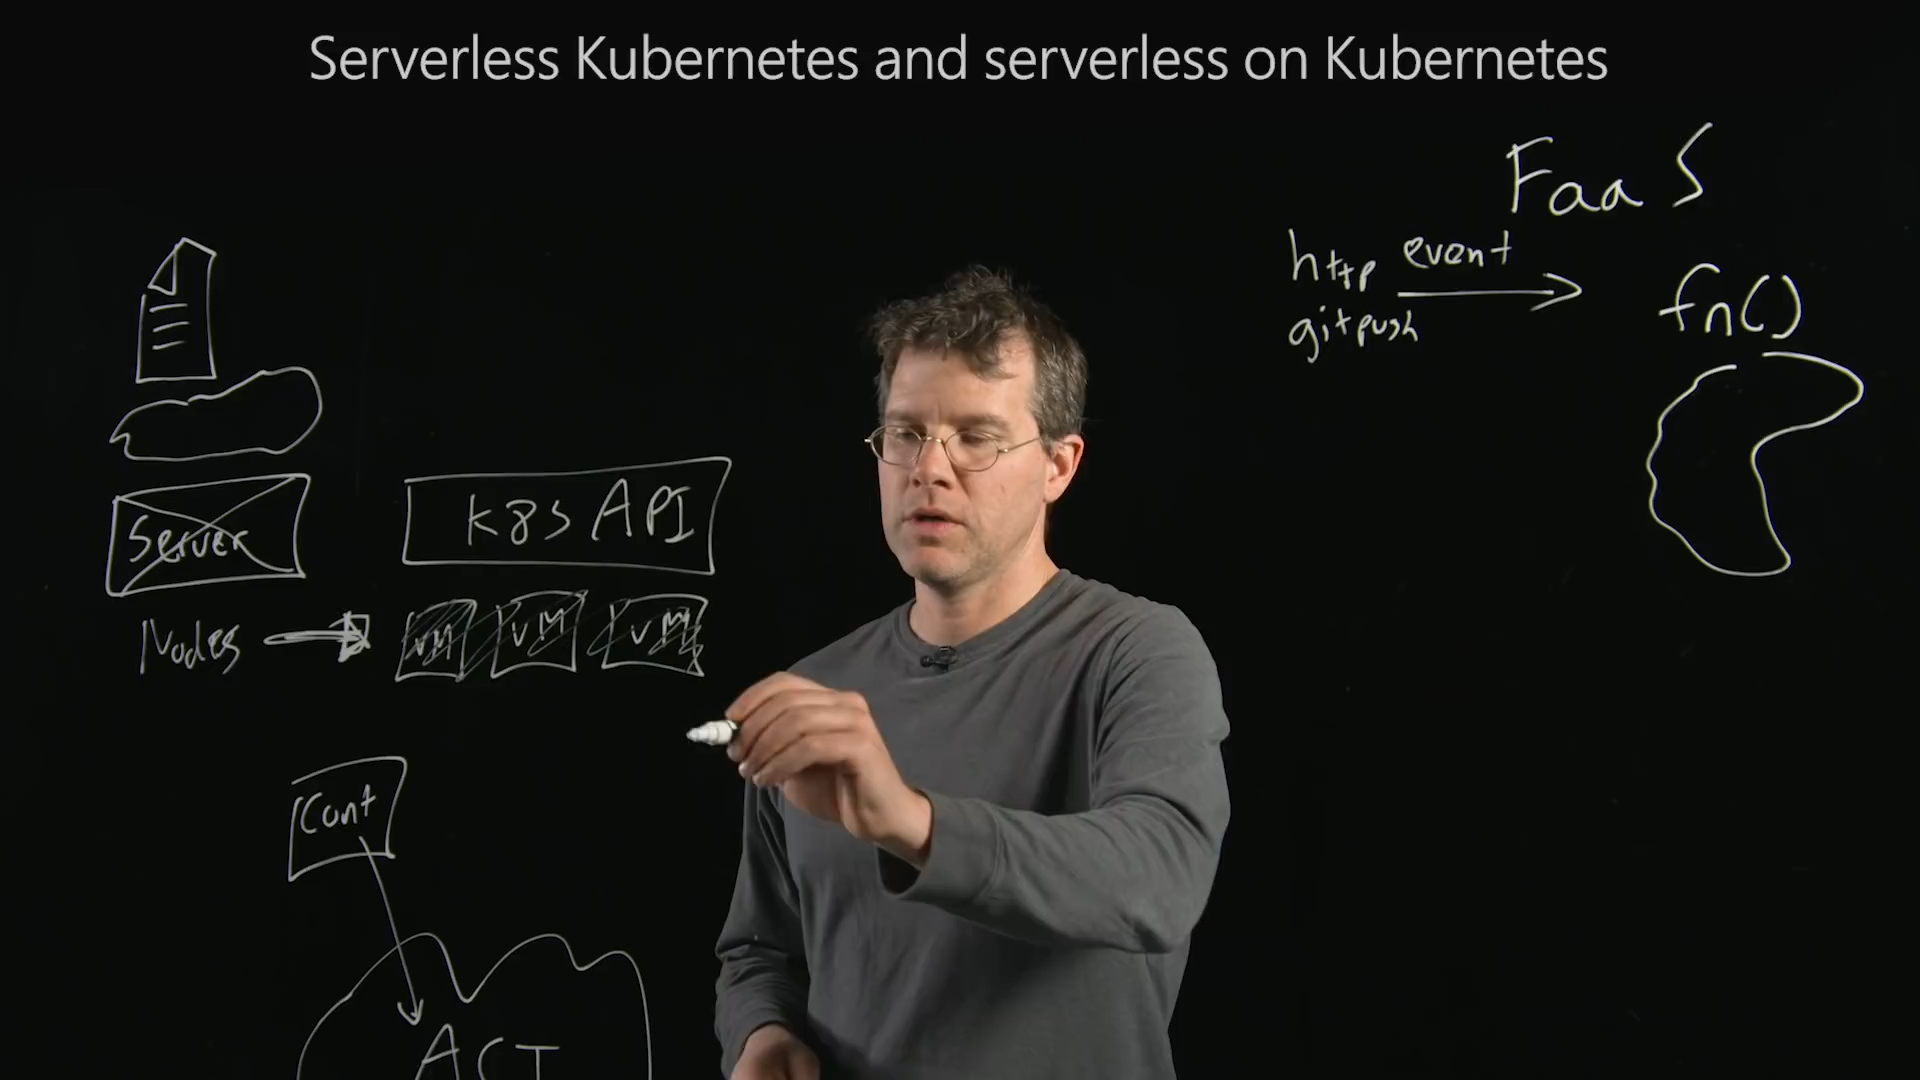 Serverless Kubernetes and serverless on Kubernetes
FaaS
http event
gitpush
fn()
Server
K8S API
Nodes
VM VM VM
Cont
ACI